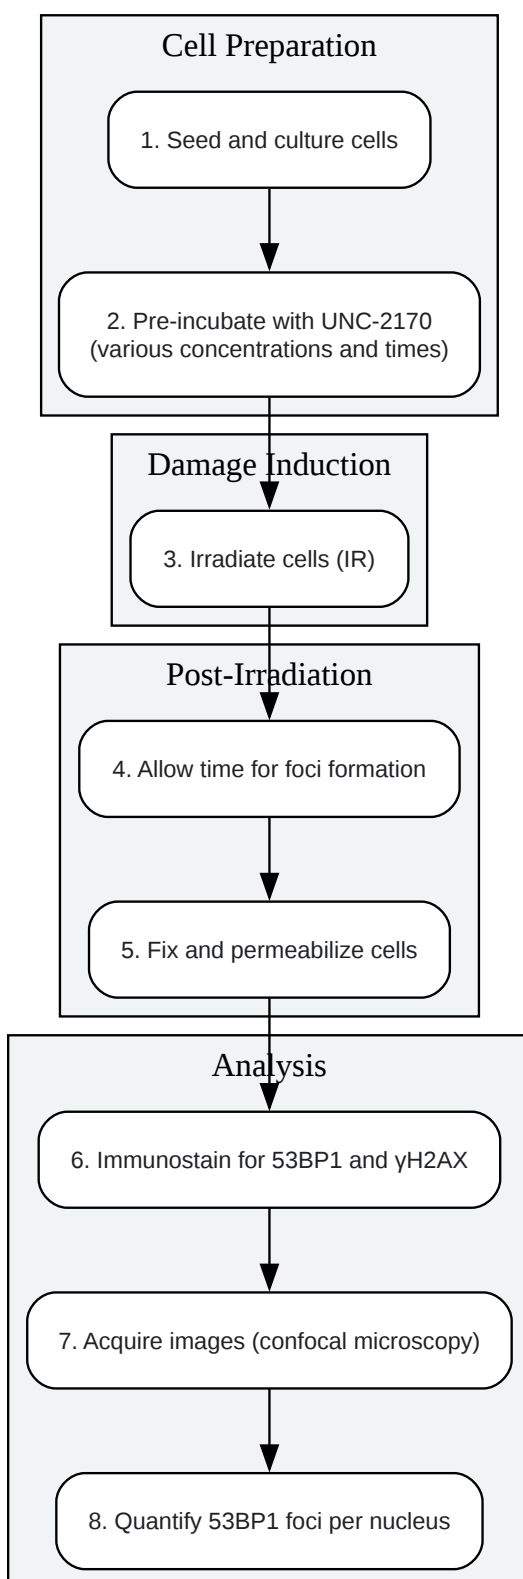 Cell Preparation
1. Seed and culture cells
2. Pre-incubate with UNC-2170
(various concentrations and times)
Damage Induction
3. Irradiate cells (IR)
Post-Irradiation
4. Allow time for foci formation
5. Fix and permeabilize cells
Analysis
6. Immunostain for 53BP1 and γH2AX
7. Acquire images (confocal microscopy)
8. Quantify 53BP1 foci per nucleus